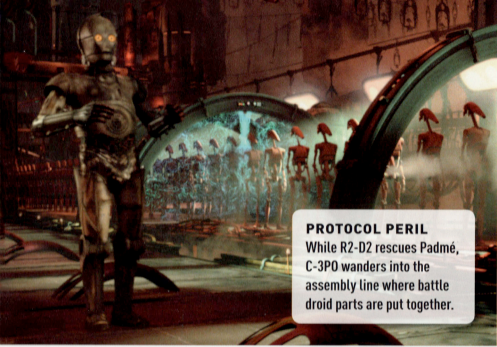 PROTOCOL PERIL
While R2-D2 rescues Padmé,
C-3PO wanders into the
assembly line where battle
droid parts are put together.